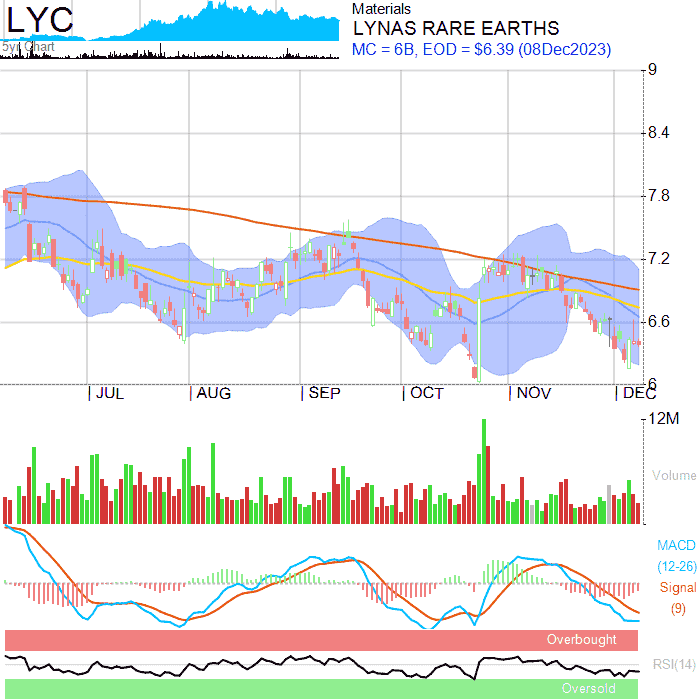 LYC
5yr Chart
Materials
LYNAS RARE EARTHS
MC = 6B, EOD = $6.39 (08Dec2023)
9
8.4
7.8
7.2
6.6
6
JUL AUG SEP OCT NOV DEC
12M
Volume
MACD
(12-26)
Signal
(9)
Overbought
RSI(14)
Oversold